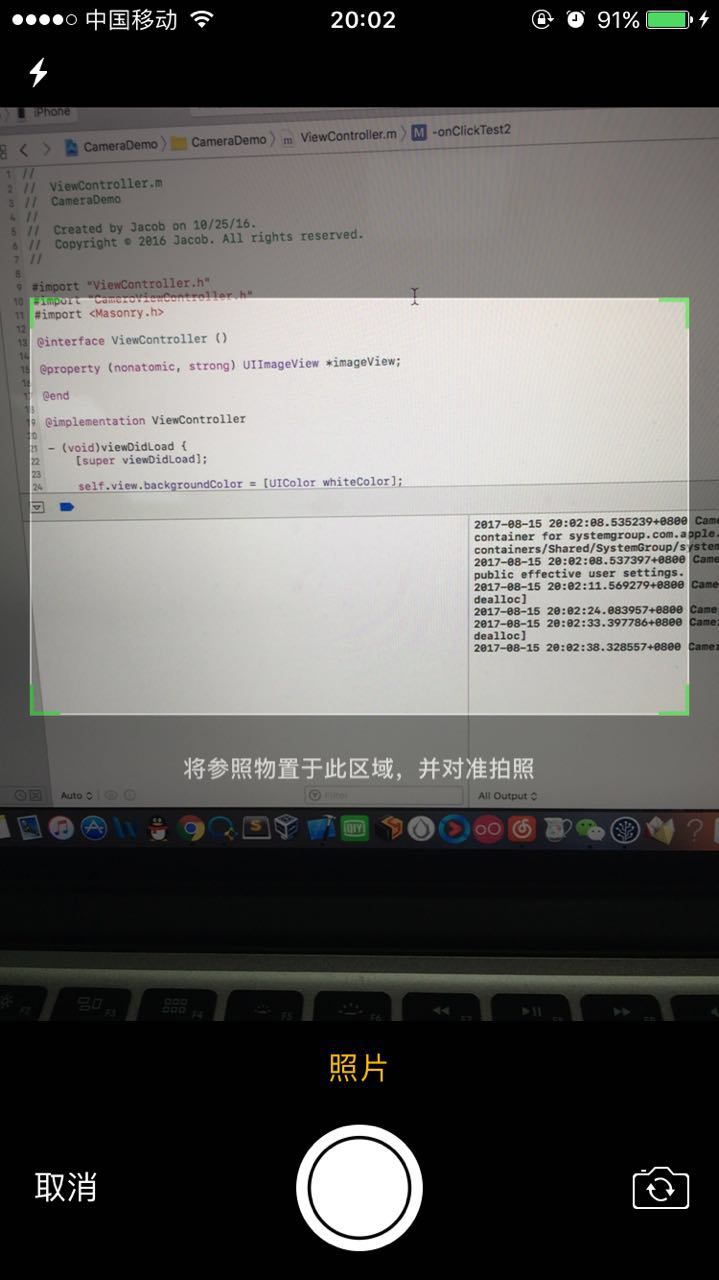 中国移动
20:02
91%
iPhone
CameraDemo
CameraDemo
ViewController.m
M
-onClickTest2
1 //
2 // ViewController.m
3 // CameraDemo
4 //
5 // Created by Jacob on 10/25/16.
6 // Copyright © 2016 Jacob. All rights reserved.
7 //
8
9 #import "ViewController.h"
10 #import "CameroViewController.h"
11 #import <Masonry.h>
12
13 @interface ViewController ()
14
15 @property (nonatomic, strong) UIImageView *imageView;
16
17 @end
18
19 @implementation ViewController
20
21 - (void)viewDidLoad {
22 [super viewDidLoad];
23
24 self.view.backgroundColor = [UIColor whiteColor];
2017-08-15 20:02:08.535239+0800 Came
container for systemgroup.com.apple.
containers/Shared/SystemGroup/system
2017-08-15 20:02:08.537397+0800 Came
public effective user settings.
2017-08-15 20:02:11.569279+0800 Came
dealloc]
2017-08-15 20:02:24.083957+0800 Came
2017-08-15 20:02:33.397786+0800 Came
dealloc]
2017-08-15 20:02:38.328557+0800 Camer
将参照物置于此区域，并对准拍照
Auto
Filter
All Output
QIYI
F2
F3
F4
F5
F6
照片
取消